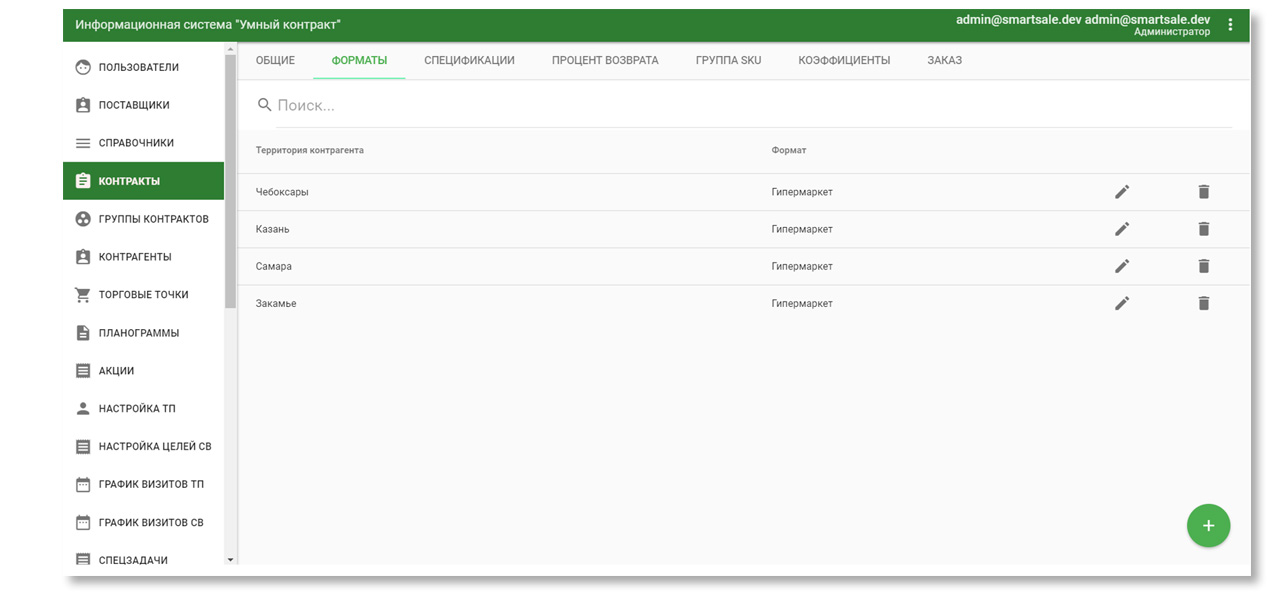 Информационная система "Умный контракт"
admin@smartsale.dev admin@smartsale.dev
Администратор
ПОЛЬЗОВАТЕЛИ
ПОСТАВЩИКИ
СПРАВОЧНИКИ
КОНТРАКТЫ
ГРУППЫ КОНТРАКТОВ
КОНТРАГЕНТЫ
ТОРГОВЫЕ ТОЧКИ
ПЛАНОГРАММЫ
АКЦИИ
НАСТРОЙКА ТП
НАСТРОЙКА ЦЕЛЕЙ СВ
ГРАФИК ВИЗИТОВ ТП
ГРАФИК ВИЗИТОВ СВ
СПЕЦЗАДАЧИ
ОБЩИЕ ФОРМАТЫ СПЕЦИФИКАЦИИ ПРОЦЕНТ ВОЗВРАТА ГРУППА SKU КОЭФФИЦИЕНТЫ ЗАКАЗ
Поиск...
Территория контрагента Формат
Чебоксары Гипермаркет
Казань Гипермаркет
Самара Гипермаркет
Закамье Гипермаркет